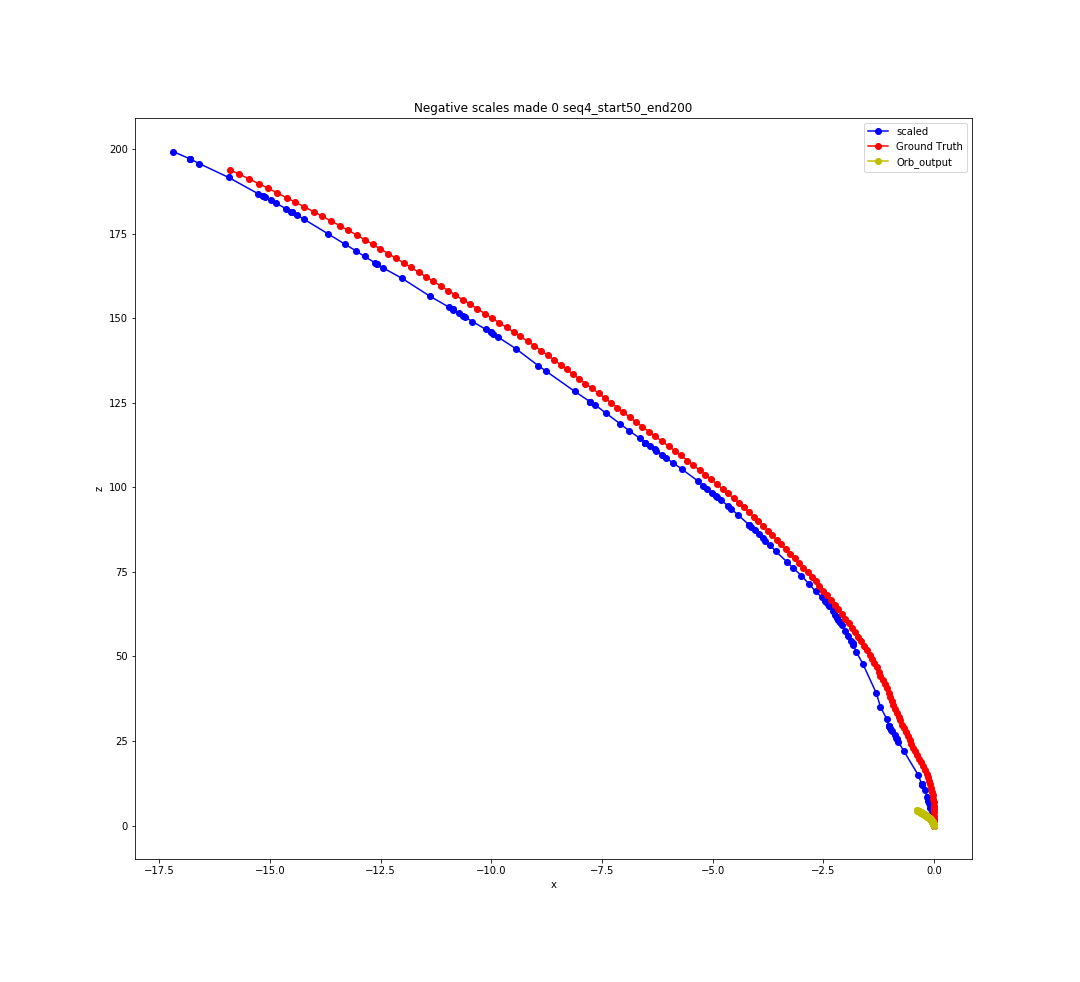 Negative scales made 0 seq4_start50_end200
scaled
Ground Truth
Orb_output
200
175
150
125
100
75
50
25
0
z
−17.5 −15.0 −12.5 −10.0 −7.5 −5.0 −2.5 0.0
x